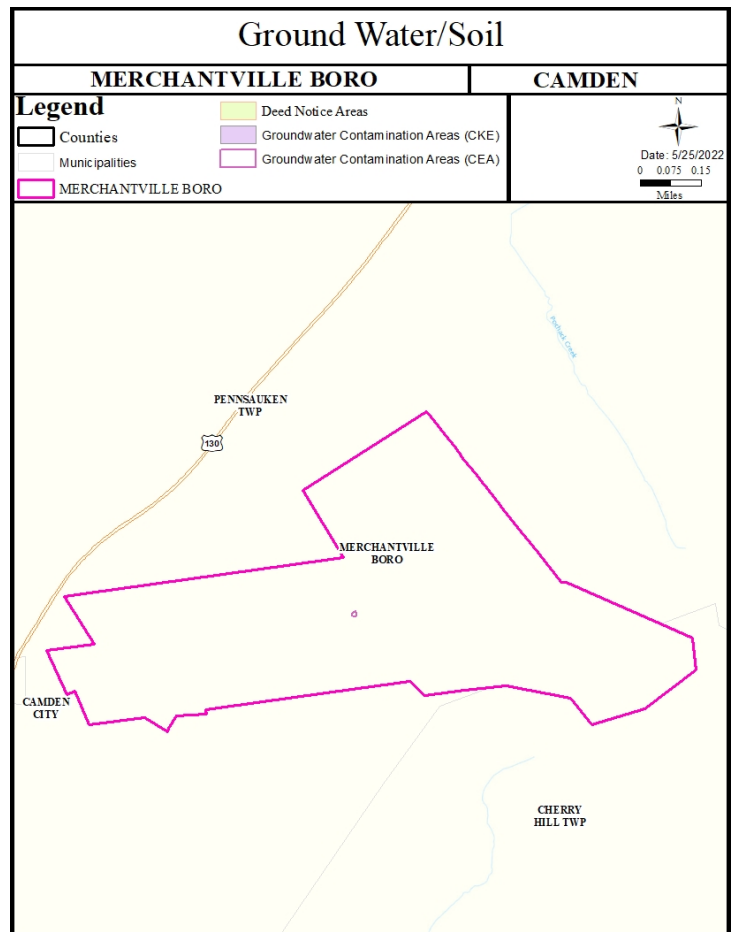 Ground Water/Soil
MERCHANTVILLE BORO
CAMDEN
Legend
Counties
Municipalities
MERCHANTVILLE BORO
Deed Notice Areas
Groundwater Contamination Areas (CKE)
Groundwater Contamination Areas (CEA)
N
Date: 5/25/2022
0 0.075 0.15
Miles
Pochack Creek
PENNSAUKEN
TWP
130
MERCHANTVILLE
BORO
CAMDEN
CITY
CHERRY
HILL TWP